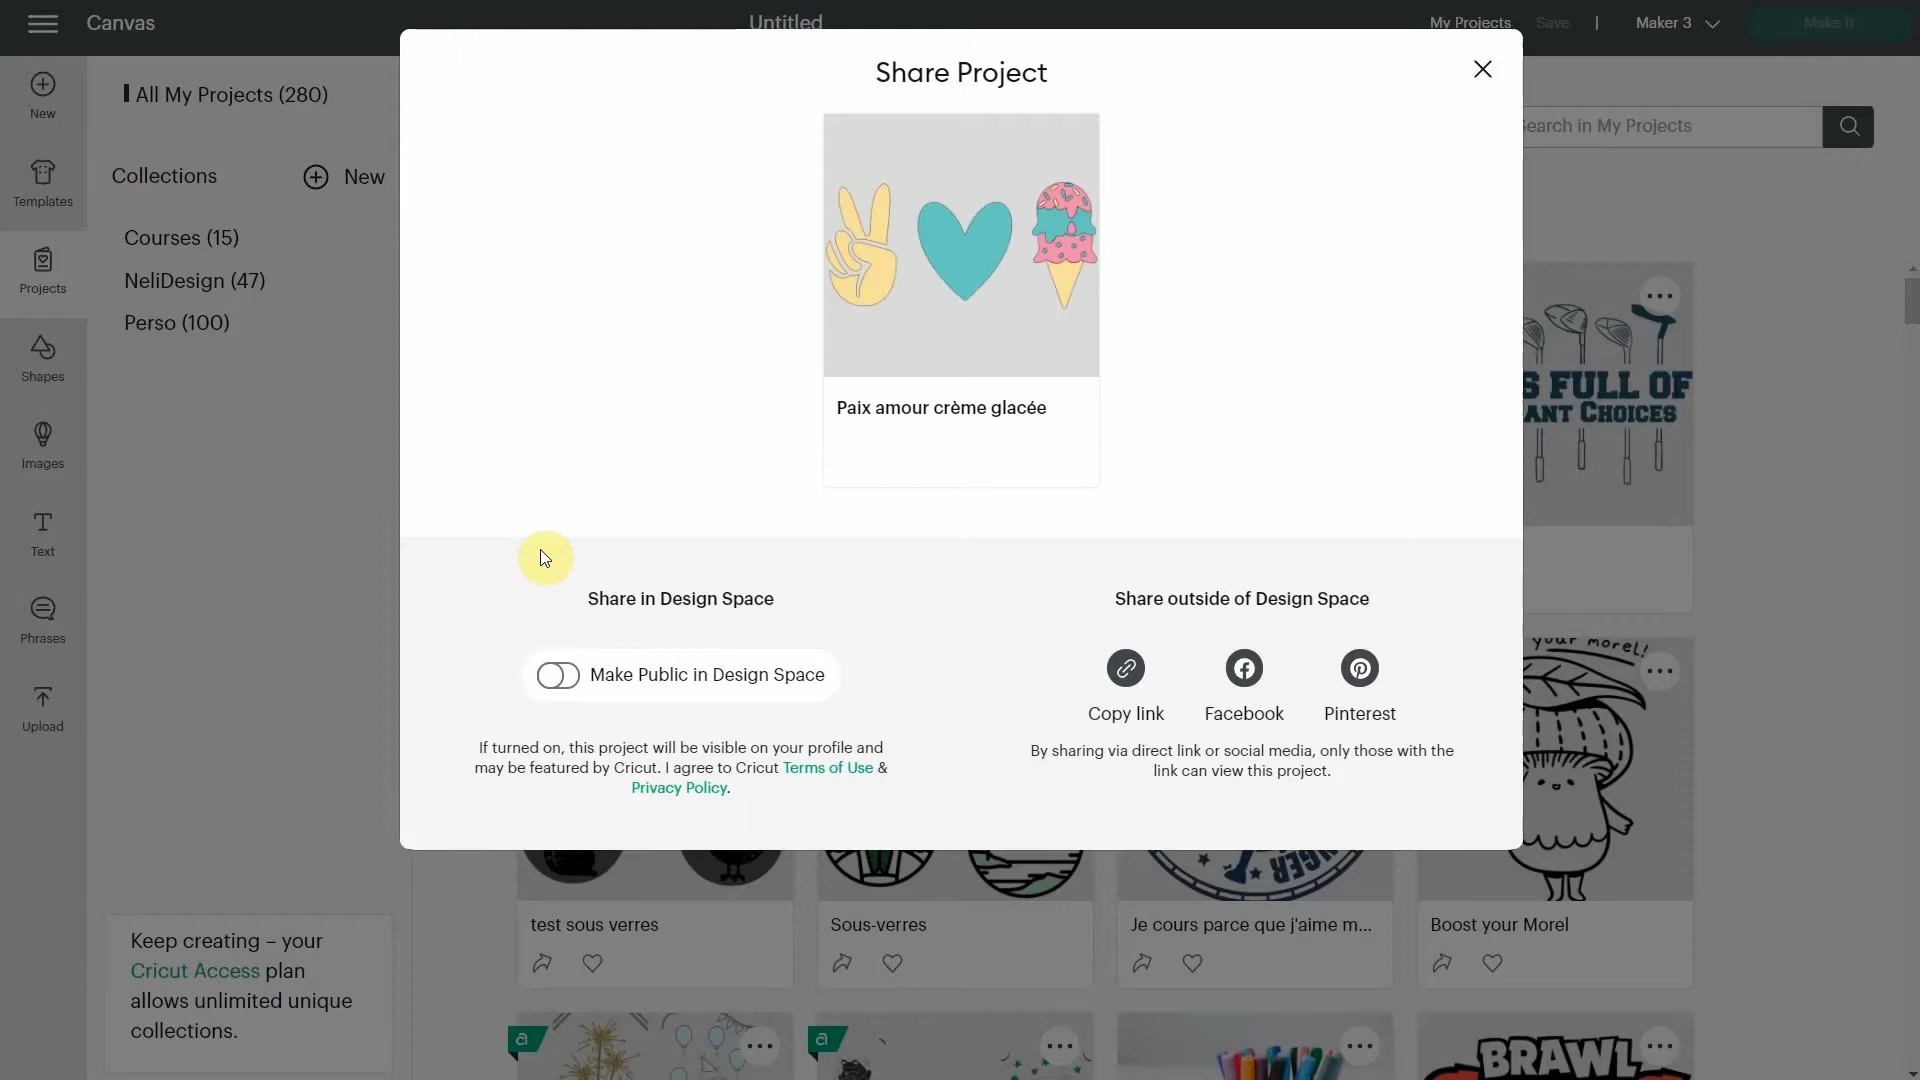 Canvas
Untitled
My Projects
Save
|
Maker 3
Make It
New
Templates
Projects
Shapes
Images
Text
Phrases
Upload
All My Projects (280)
Collections
New
Courses (15)
NeliDesign (47)
Perso (100)
Keep creating – your
Cricut Access plan
allows unlimited unique
collections.
Search in My Projects
Share Project
Paix amour crème glacée
Share in Design Space
Make Public in Design Space
If turned on, this project will be visible on your profile and
may be featured by Cricut. I agree to Cricut Terms of Use &
Privacy Policy.
Share outside of Design Space
Copy link
Facebook
Pinterest
By sharing via direct link or social media, only those with the
link can view this project.
S FULL OF
ANT CHOICES
your morel!
test sous verres
Sous-verres
Je cours parce que j'aime m...
Boost your Morel
a
a
BRAWL